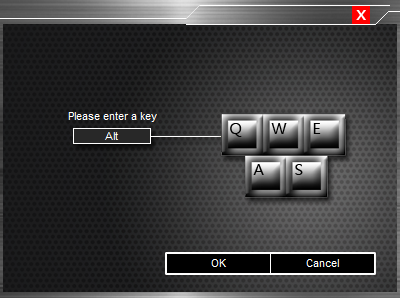 X
Please enter a key
Alt
Q W E
A S
OK Cancel